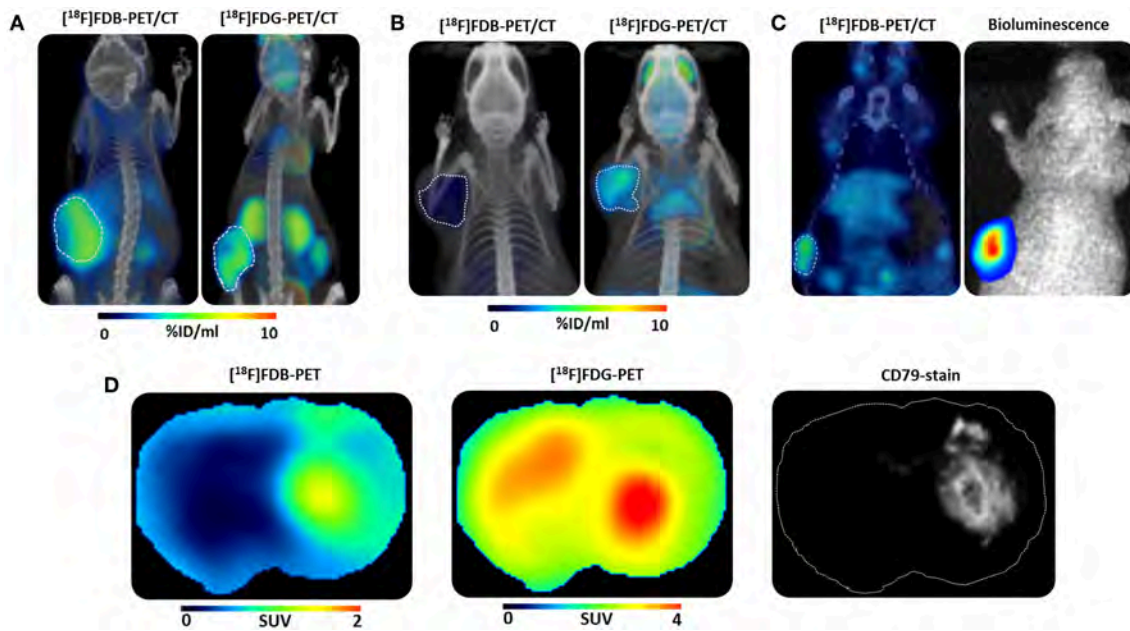 A [18F]FDB-PET/CT [18F]FDG-PET/CT
B [18F]FDB-PET/CT [18F]FDG-PET/CT
C [18F]FDB-PET/CT Bioluminescence
0 %ID/ml 10
0 %ID/ml 10
D [18F]FDB-PET [18F]FDG-PET CD79-stain
0 SUV 2
0 SUV 4